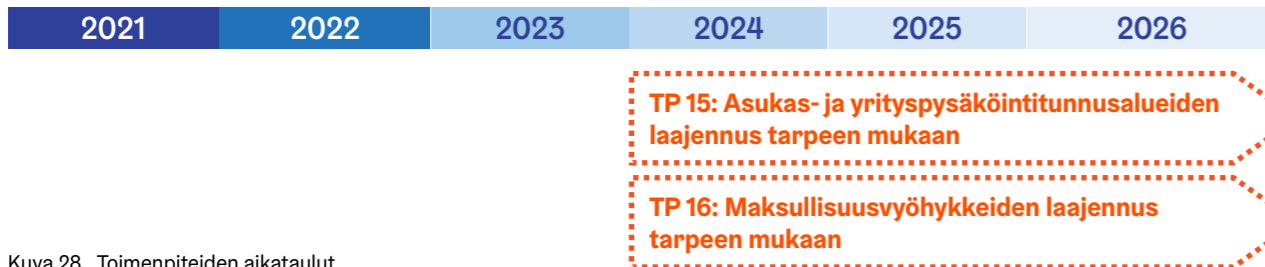 2021 2022 2023 2024 2025 2026
TP 15: Asukas- ja yrityspysäköintitunnusalueiden
laajennus tarpeen mukaan
TP 16: Maksullisuusvyöhykkeiden laajennus
tarpeen mukaan
Kuva 28. Toimenpiteiden aikataulut